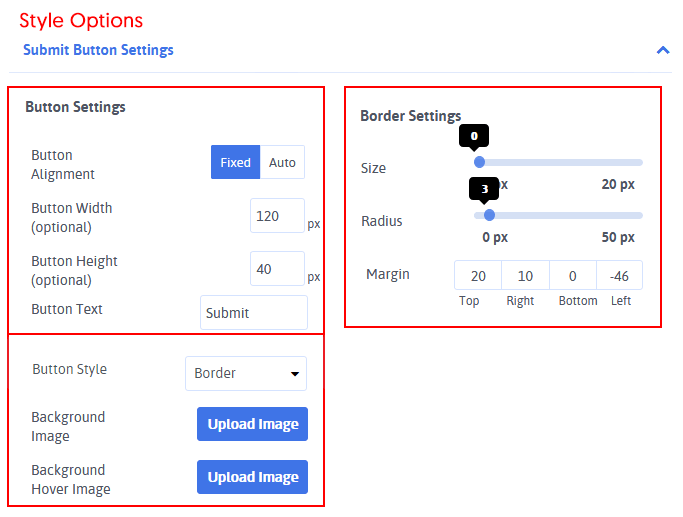 Style Options
Submit Button Settings
Button Settings
Button
Alignment
Fixed Auto
Button Width
(optional)
120 px
Button Height
(optional)
40 px
Button Text
Submit
Button Style
Border
Background
Image
Upload Image
Background
Hover Image
Upload Image
Border Settings
0
Size
px 20 px
3
Radius
0 px 50 px
Margin
20 10 0 -46
Top Right Bottom Left